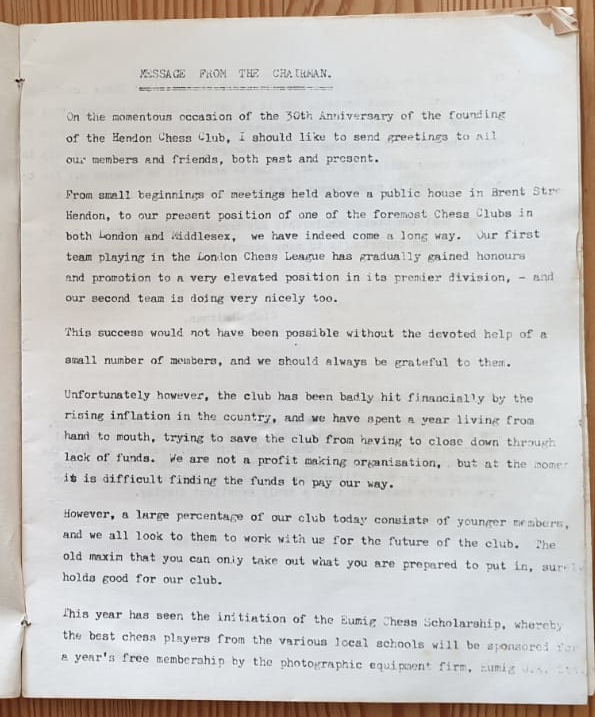 MESSAGE FROM THE CHAIRMAN.
On the momentous occasion of the 30th Anniversary of the founding
of the Hendon Chess Club, I should like to send greetings to all
our members and friends, both past and present.
From small beginnings of meetings held above a public house in Brent Stre
Hendon, to our present position of one of the foremost Chess Clubs in
both London and Middlesex, we have indeed come a long way. Our first
team playing in the London Chess League has gradually gained honours
and promotion to a very elevated position in its premier division, - and
our second team is doing very nicely too.
This success would not have been possible without the devoted help of a
small number of members, and we should always be grateful to them.
Unfortunately however, the club has been badly hit financially by the
rising inflation in the country, and we have spent a year living from
hand to mouth, trying to save the club from having to close down through
lack of funds. We are not a profit making organisation, but at the momen
it is difficult finding the funds to pay our way.
However, a large percentage of our club today consists of younger members,
and we all look to them to work with us for the future of the club. The
old maxim that you can only take out what you are prepared to put in, surely
holds good for our club.
This year has seen the initiation of the Eumig Chess Scholarship, whereby
the best chess players from the various local schools will be sponsored for
a year's free membership by the photographic equipment firm, Eumig